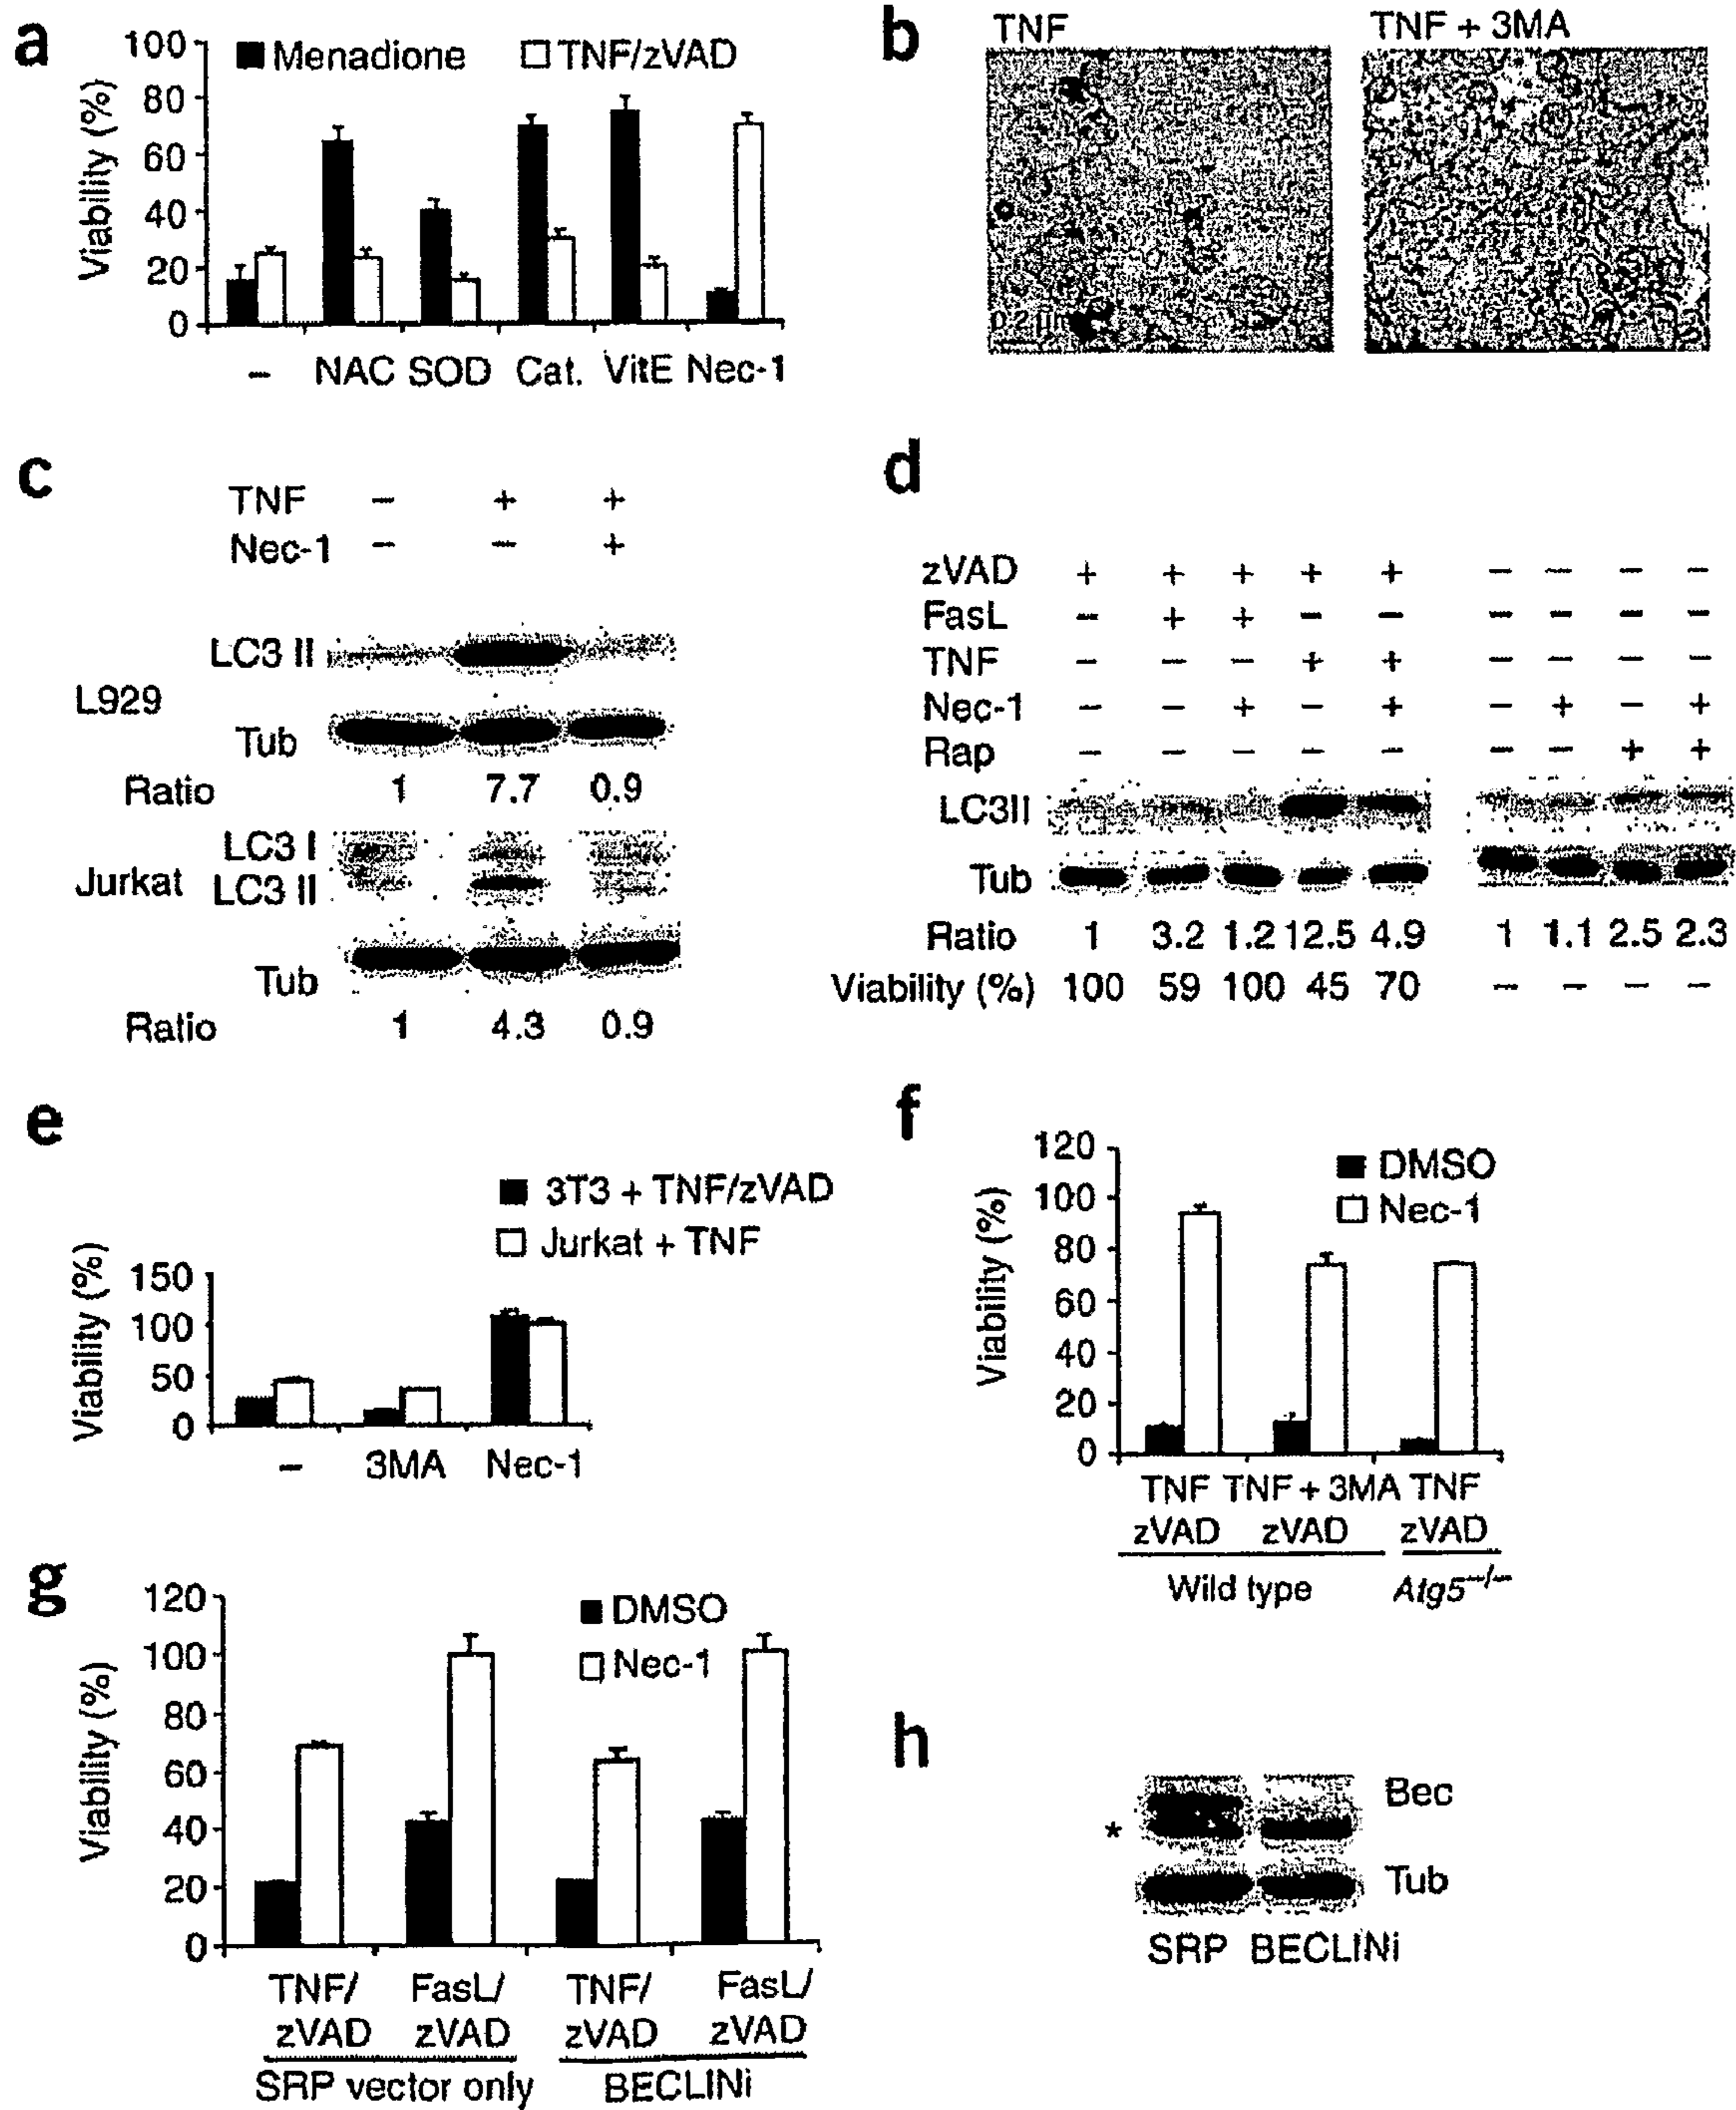 a
100
80
60
40
20
0
Viability (%)
Menadione TNF/zVAD
– NAC SOD Cat. VitE Nec-1
b
TNF TNF + 3MA
0.2 µm
c
TNF – + +
Nec-1 – – +
LC3 II
L929
Tub
Ratio 1 7.7 0.9
LC3 I
Jurkat LC3 II
Tub
Ratio 1 4.3 0.9
d
zVAD + + + + + – – – –
FasL – + + – – – – – –
TNF – – – + + – – – –
Nec-1 – – + – + – + – +
Rap – – – – – – – + +
LC3II
Tub
Ratio 1 3.2 1.2 12.5 4.9 1 1.1 2.5 2.3
Viability (%) 100 59 100 45 70 – – – –
e
3T3 + TNF/zVAD
Jurkat + TNF
150
100
50
0
Viability (%)
– 3MA Nec-1
f
120
100
80
60
40
20
0
Viability (%)
DMSO
Nec-1
TNF TNF + 3MA TNF
zVAD zVAD zVAD
Wild type Atg5–/–
g
120
100
80
60
40
20
0
Viability (%)
DMSO
Nec-1
TNF/ FasL/ TNF/ FasL/
zVAD zVAD zVAD zVAD
SRP vector only BECLINi
h
Bec
*
Tub
SRP BECLINi